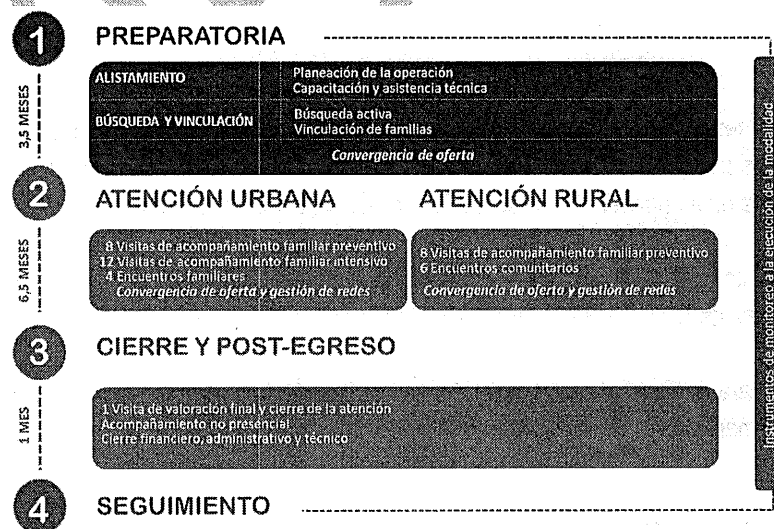 1 PREPARATORIA
3,5 MESES
ALISTAMIENTO
Planeación de la operación
Capacitación y asistencia técnica
BÚSQUEDA Y VINCULACIÓN
Búsqueda activa
Vinculación de familias
Convergencia de oferta
2 ATENCIÓN URBANA
6,5 MESES
8 Visitas de acompañamiento familiar preventivo
12 Visitas de acompañamiento familiar intensivo
4 Encuentros familiares
Convergencia de oferta y gestión de redes
ATENCIÓN RURAL
8 Visitas de acompañamiento familiar preventivo
6 Encuentros comunitarios
Convergencia de oferta y gestión de redes
3 CIERRE Y POST-EGRESO
1 MES
1 Visita de valoración final y cierre de la atención
Acompañamiento no presencial
Cierre financiero, administrativo y técnico
4 SEGUIMIENTO
Instrumentos de monitoreo a la ejecución de la modalidad